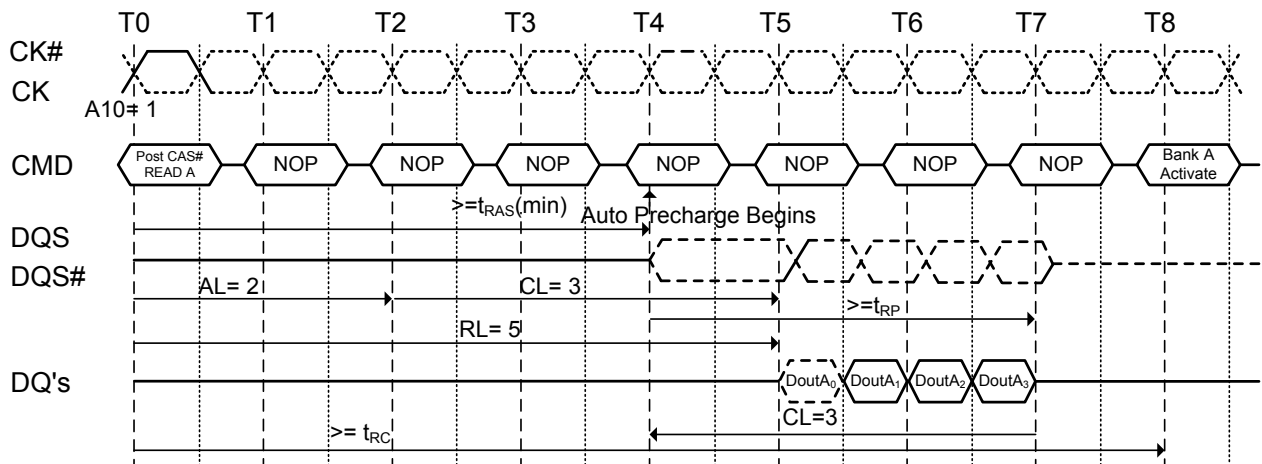 T0 T1 T2 T3 T4 T5 T6 T7 T8
CK#
CK
A10= 1
CMD Post CAS# READ A NOP NOP NOP NOP NOP NOP NOP Bank A Activate
>=tRAS(min)
Auto Precharge Begins
DQS
DQS#
AL= 2 CL= 3
>=tRP
RL= 5
DQ's DoutA0 DoutA1 DoutA2 DoutA3
CL=3
>= tRC